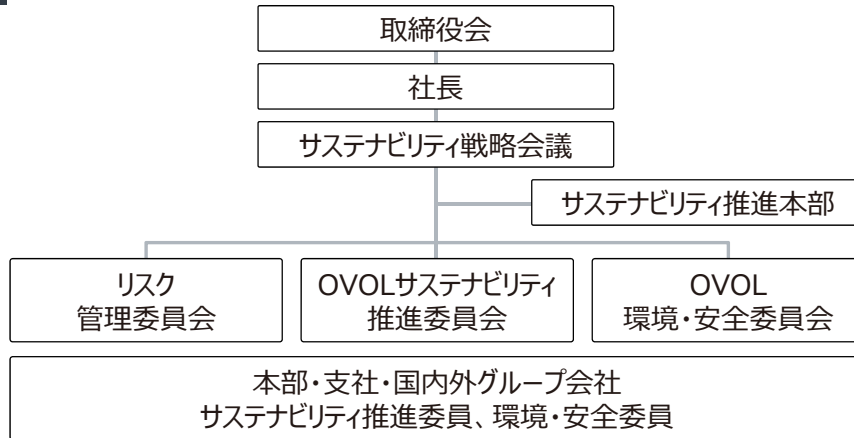 取締役会
社長
サステナビリティ戦略会議
サステナビリティ推進本部
リスク
管理委員会
OVOLサステナビリティ
推進委員会
OVOL
環境・安全委員会
本部・支社・国内外グループ会社
サステナビリティ推進委員、環境・安全委員